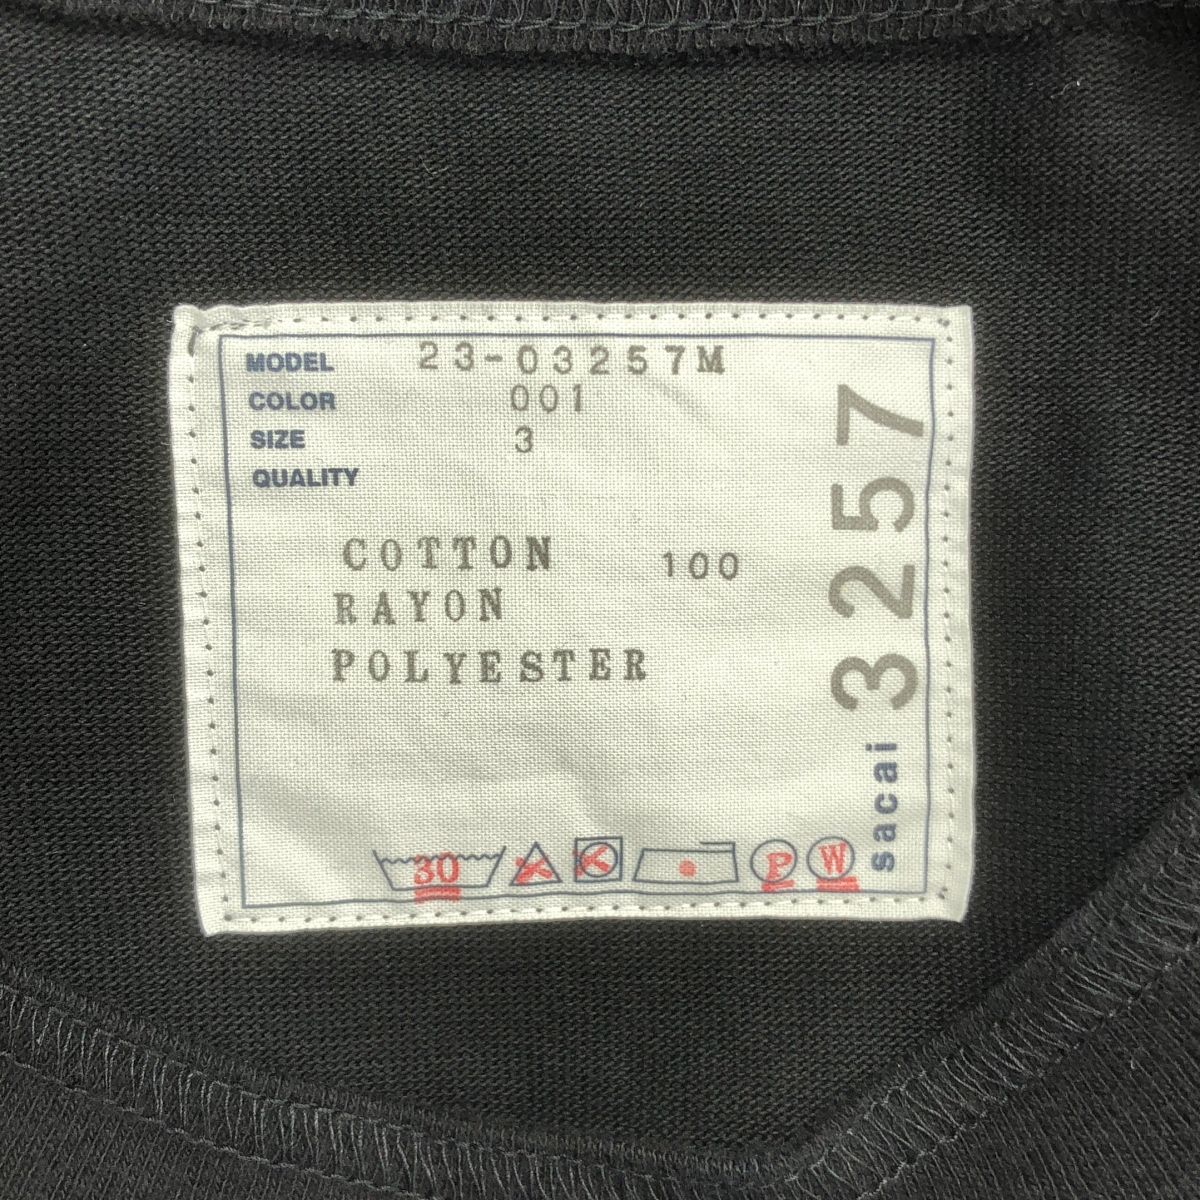 MODEL 23-03257M
COLOR 001
SIZE 3
QUALITY
COTTON 100
RAYON
POLYESTER
30 P W
sacai 3257